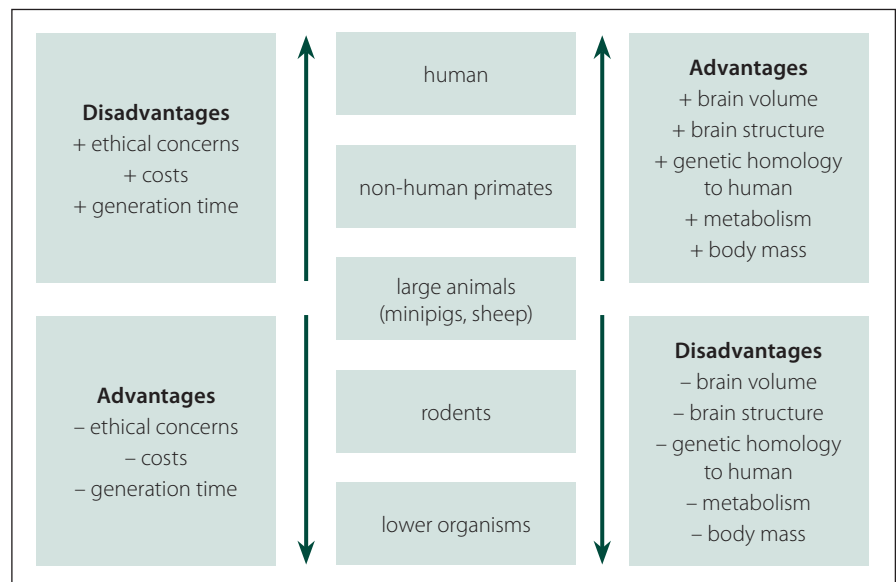 Disadvantages
+ ethical concerns
+ costs
+ generation time
Advantages
– ethical concerns
– costs
– generation time
human
non-human primates
large animals
(minipigs, sheep)
rodents
lower organisms
Advantages
+ brain volume
+ brain structure
+ genetic homology
to human
+ metabolism
+ body mass
Disadvantages
– brain volume
– brain structure
– genetic homology
to human
– metabolism
– body mass